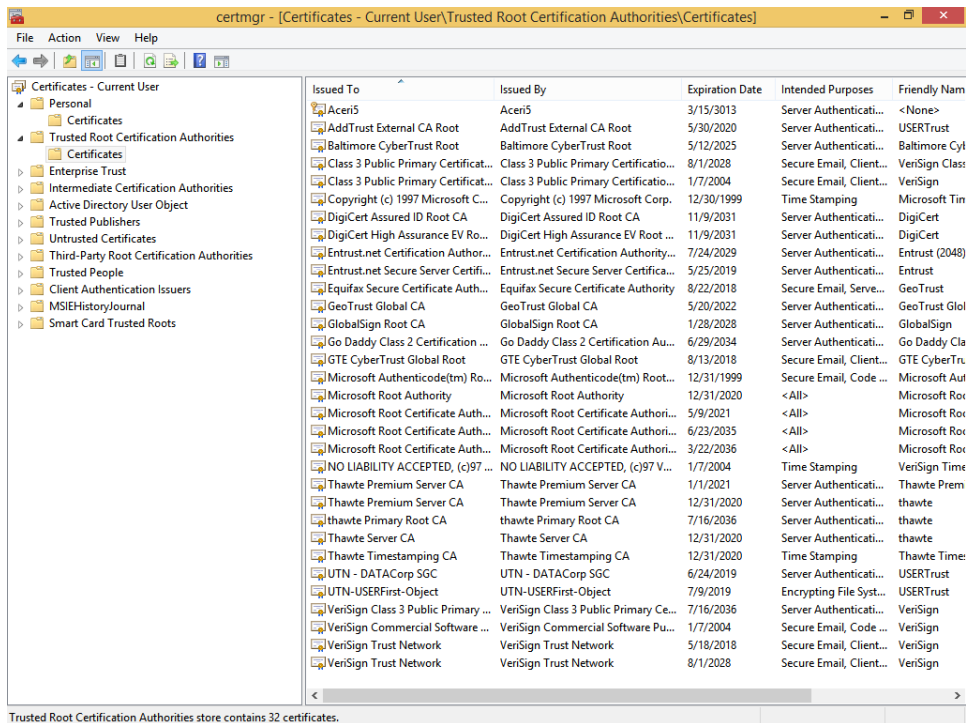 certmgr - [Certificates - Current User\Trusted Root Certification Authorities\Certificates]
File Action View Help
Certificates - Current User
Personal
Certificates
Trusted Root Certification Authorities
Certificates
Enterprise Trust
Intermediate Certification Authorities
Active Directory User Object
Trusted Publishers
Untrusted Certificates
Third-Party Root Certification Authorities
Trusted People
Client Authentication Issuers
MSIEHistoryJournal
Smart Card Trusted Roots
Issued To Issued By Expiration Date Intended Purposes Friendly Nam
Aceri5 Aceri5 3/15/3013 Server Authenticati... <None>
AddTrust External CA Root AddTrust External CA Root 5/30/2020 Server Authenticati... USERTrust
Baltimore CyberTrust Root Baltimore CyberTrust Root 5/12/2025 Server Authenticati... Baltimore Cyb
Class 3 Public Primary Certificat... Class 3 Public Primary Certificatio... 8/1/2028 Secure Email, Client... VeriSign Class
Class 3 Public Primary Certificat... Class 3 Public Primary Certificatio... 1/7/2004 Secure Email, Client... VeriSign
Copyright (c) 1997 Microsoft C... Copyright (c) 1997 Microsoft Corp. 12/30/1999 Time Stamping Microsoft Tim
DigiCert Assured ID Root CA DigiCert Assured ID Root CA 11/9/2031 Server Authenticati... DigiCert
DigiCert High Assurance EV Ro... DigiCert High Assurance EV Root ... 11/9/2031 Server Authenticati... DigiCert
Entrust.net Certification Author... Entrust.net Certification Authority... 7/24/2029 Server Authenticati... Entrust (2048)
Entrust.net Secure Server Certifi... Entrust.net Secure Server Certifica... 5/25/2019 Server Authenticati... Entrust
Equifax Secure Certificate Auth... Equifax Secure Certificate Authority 8/22/2018 Secure Email, Serve... GeoTrust
GeoTrust Global CA GeoTrust Global CA 5/20/2022 Server Authenticati... GeoTrust Glol
GlobalSign Root CA GlobalSign Root CA 1/28/2028 Server Authenticati... GlobalSign
Go Daddy Class 2 Certification ... Go Daddy Class 2 Certification Au... 6/29/2034 Server Authenticati... Go Daddy Cla
GTE CyberTrust Global Root GTE CyberTrust Global Root 8/13/2018 Secure Email, Client... GTE CyberTru
Microsoft Authenticode(tm) Ro... Microsoft Authenticode(tm) Root... 12/31/1999 Secure Email, Code ... Microsoft Aut
Microsoft Root Authority Microsoft Root Authority 12/31/2020 <All> Microsoft Roo
Microsoft Root Certificate Auth... Microsoft Root Certificate Authori... 5/9/2021 <All> Microsoft Roo
Microsoft Root Certificate Auth... Microsoft Root Certificate Authori... 6/23/2035 <All> Microsoft Roo
Microsoft Root Certificate Auth... Microsoft Root Certificate Authori... 3/22/2036 <All> Microsoft Roo
NO LIABILITY ACCEPTED, (c)97 ... NO LIABILITY ACCEPTED, (c)97 V... 1/7/2004 Time Stamping VeriSign Time
Thawte Premium Server CA Thawte Premium Server CA 1/1/2021 Server Authenticati... Thawte Prem
Thawte Premium Server CA Thawte Premium Server CA 12/31/2020 Server Authenticati... thawte
thawte Primary Root CA thawte Primary Root CA 7/16/2036 Server Authenticati... thawte
Thawte Server CA Thawte Server CA 12/31/2020 Server Authenticati... thawte
Thawte Timestamping CA Thawte Timestamping CA 12/31/2020 Time Stamping Thawte Times
UTN - DATACorp SGC UTN - DATACorp SGC 6/24/2019 Server Authenticati... USERTrust
UTN-USERFirst-Object UTN-USERFirst-Object 7/9/2019 Encrypting File Syst... USERTrust
VeriSign Class 3 Public Primary ... VeriSign Class 3 Public Primary Ce... 7/16/2036 Server Authenticati... VeriSign
VeriSign Commercial Software ... VeriSign Commercial Software Pu... 1/7/2004 Secure Email, Code ... VeriSign
VeriSign Trust Network VeriSign Trust Network 5/18/2018 Secure Email, Client... VeriSign
VeriSign Trust Network VeriSign Trust Network 8/1/2028 Secure Email, Client... VeriSign
Trusted Root Certification Authorities store contains 32 certificates.